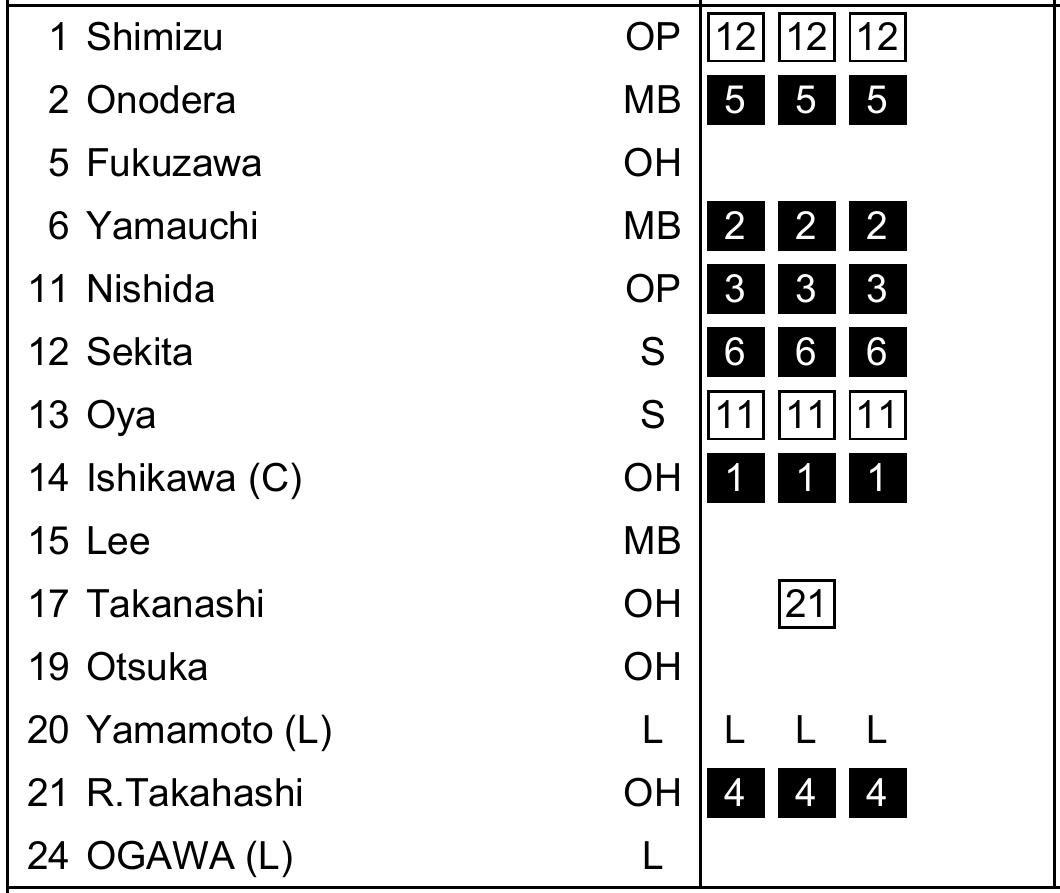 1 Shimizu OP 12 12 12
2 Onodera MB 5 5 5
5 Fukuzawa OH
6 Yamauchi MB 2 2 2
11 Nishida OP 3 3 3
12 Sekita S 6 6 6
13 Oya S 11 11 11
14 Ishikawa (C) OH 1 1 1
15 Lee MB
17 Takanashi OH 21
19 Otsuka OH
20 Yamamoto (L) L L L L
21 R.Takahashi OH 4 4 4
24 OGAWA (L) L